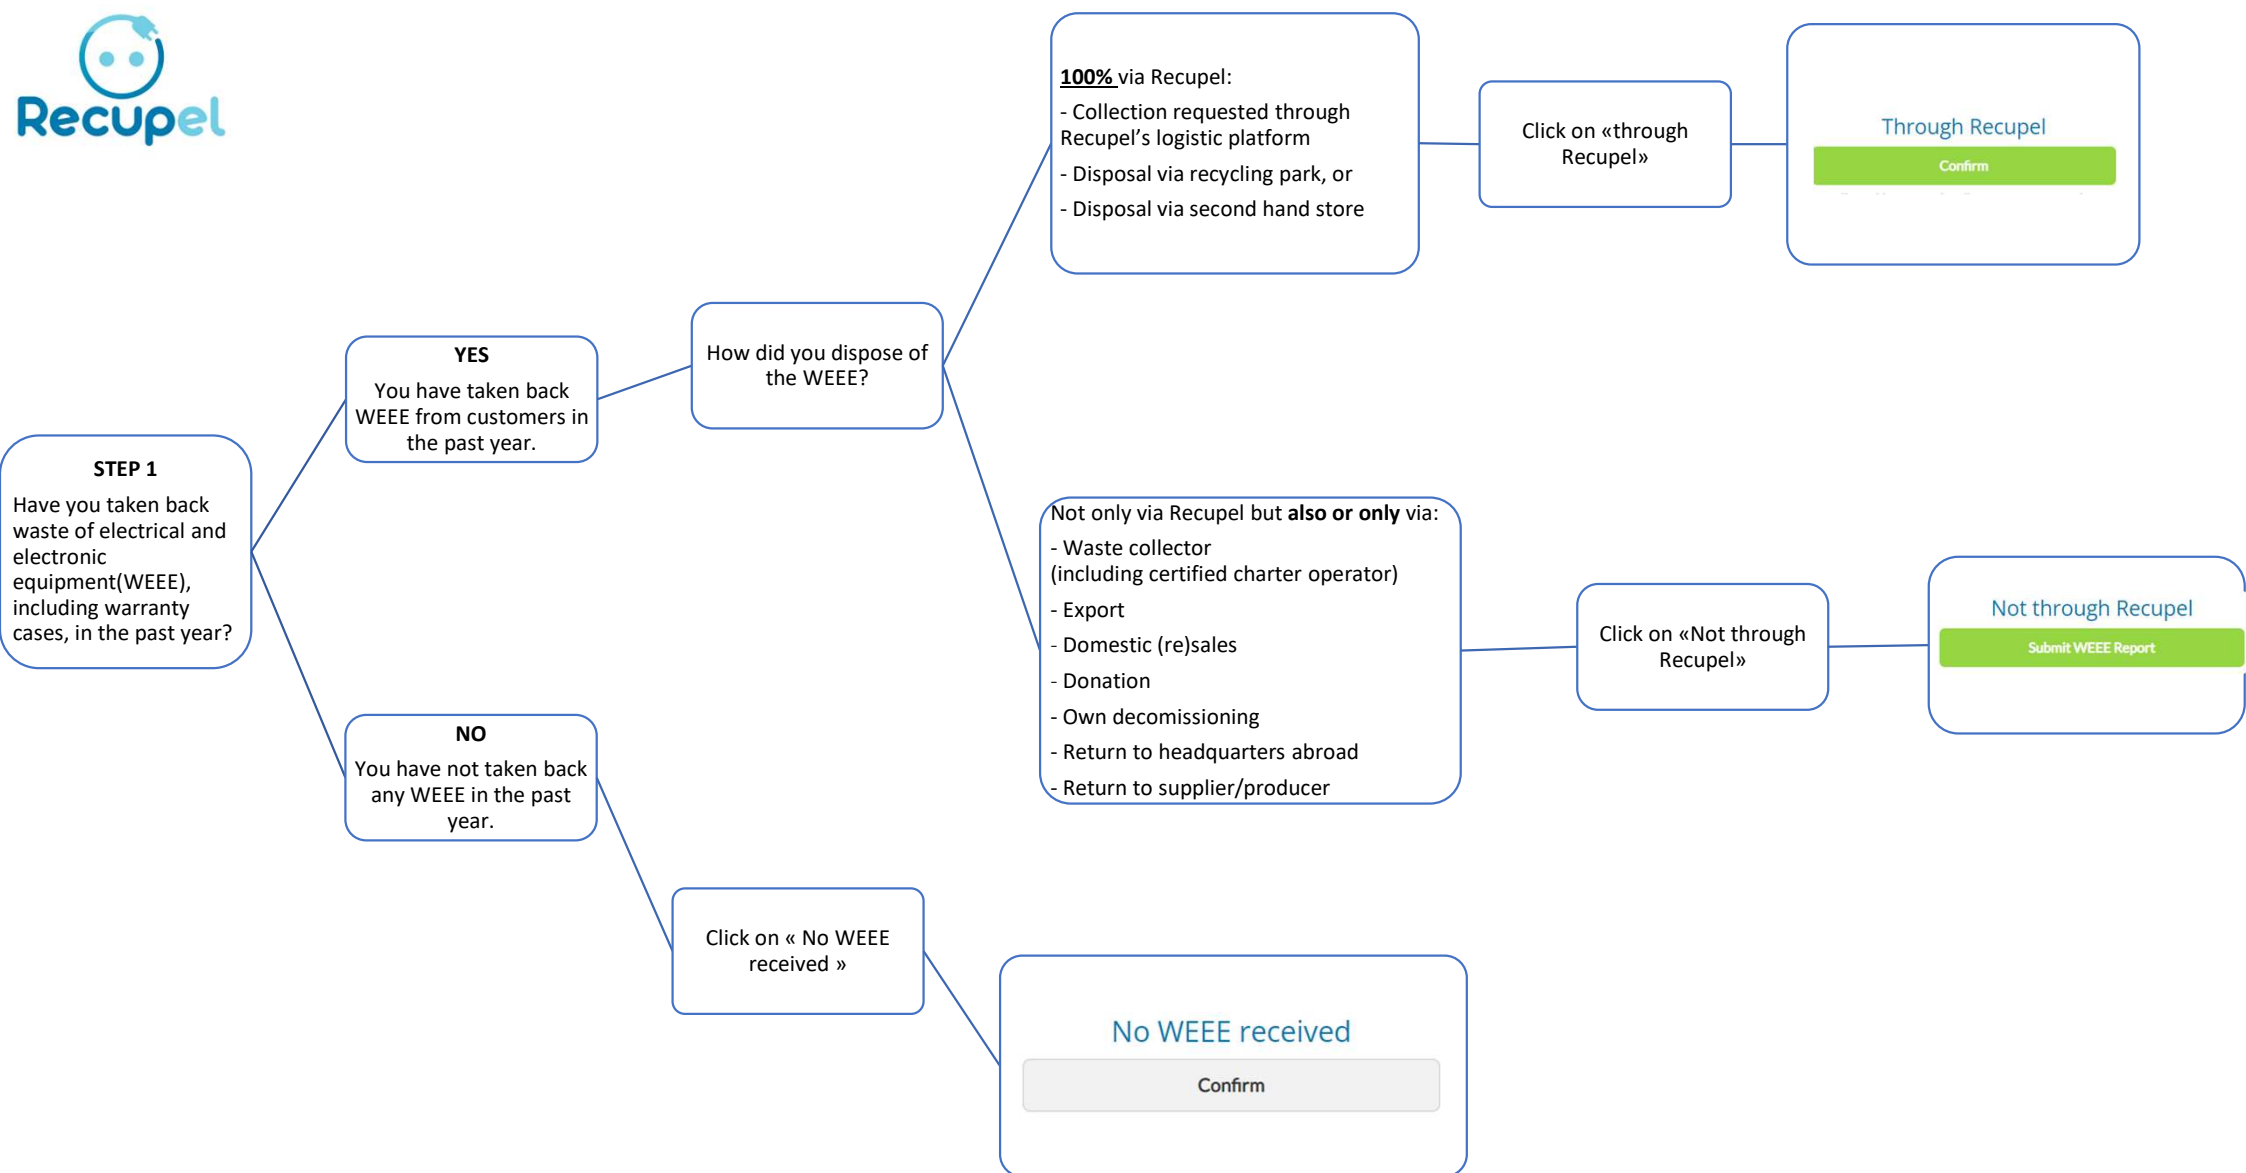 Recupel
STEP 1
Have you taken back
waste of electrical and
electronic
equipment(WEEE),
including warranty
cases, in the past year?
YES
You have taken back
WEEE from customers in
the past year.
How did you dispose of
the WEEE?
100% via Recupel:
- Collection requested through
Recupel’s logistic platform
- Disposal via recycling park, or
- Disposal via second hand store
Click on «through
Recupel»
Through Recupel
Confirm
Not only via Recupel but also or only via:
- Waste collector
(including certified charter operator)
- Export
- Domestic (re)sales
- Donation
- Own decomissioning
- Return to headquarters abroad
- Return to supplier/producer
Click on «Not through
Recupel»
Not through Recupel
Submit WEEE Report
NO
You have not taken back
any WEEE in the past
year.
Click on « No WEEE
received »
No WEEE received
Confirm